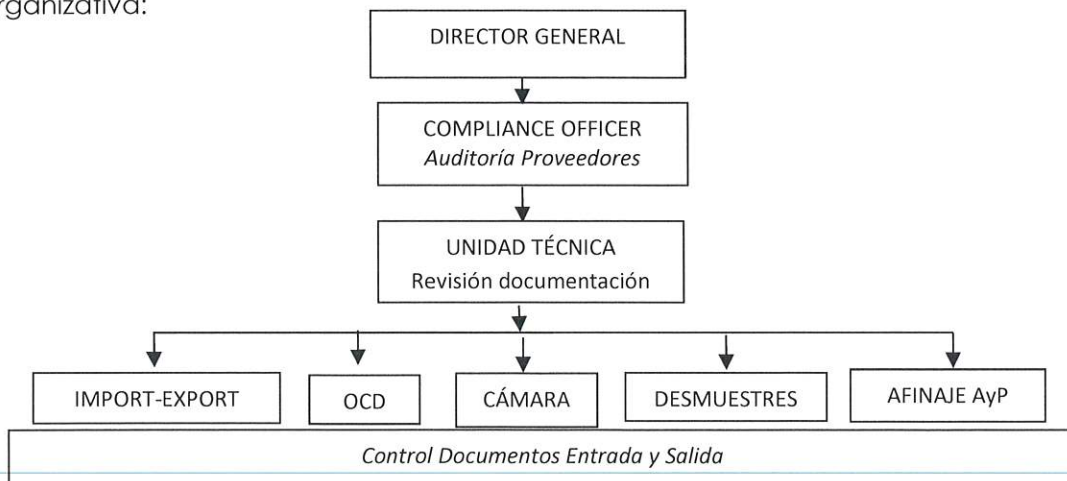 rganizativa:
DIRECTOR GENERAL
COMPLIANCE OFFICER
Auditoría Proveedores
UNIDAD TÉCNICA
Revisión documentación
IMPORT-EXPORT
OCD
CÁMARA
DESMUESTRES
AFINAJE AyP
Control Documentos Entrada y Salida